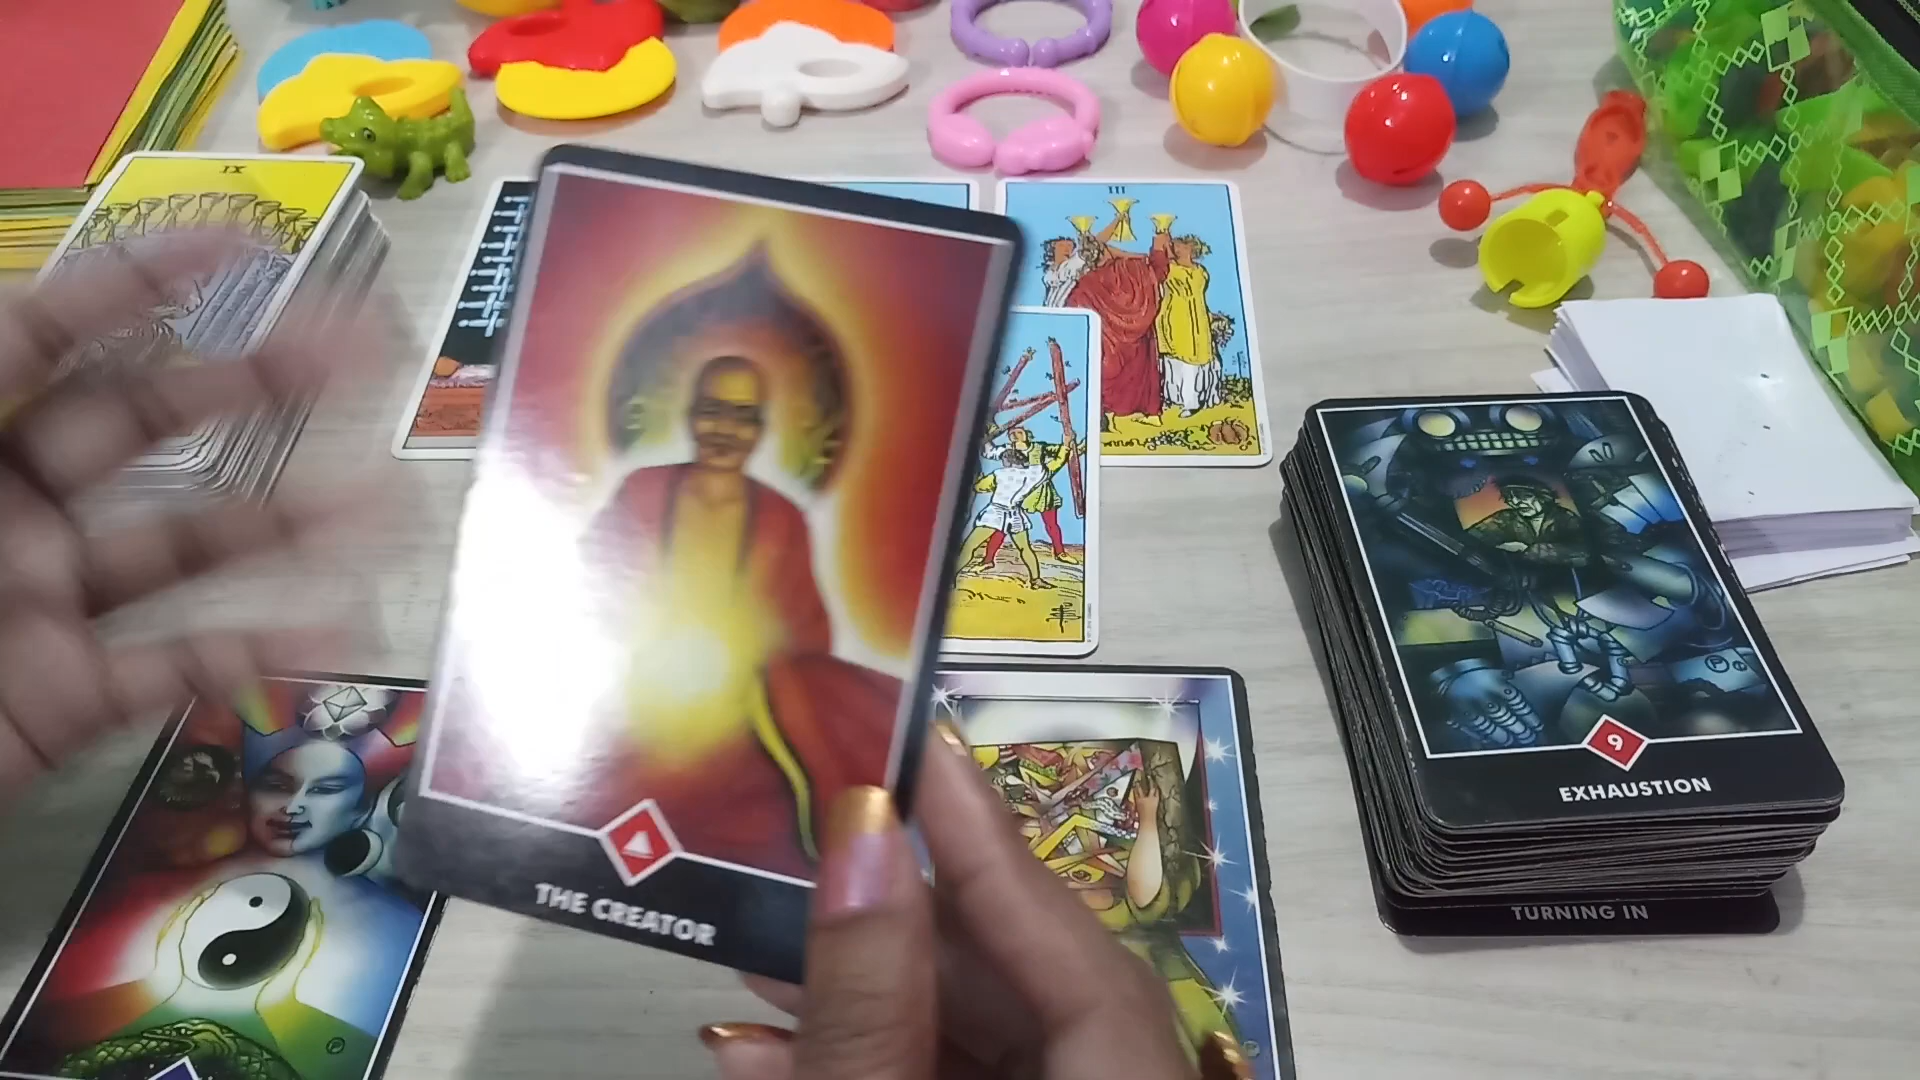 IX
III
THE CREATOR
9
EXHAUSTION
TURNING IN